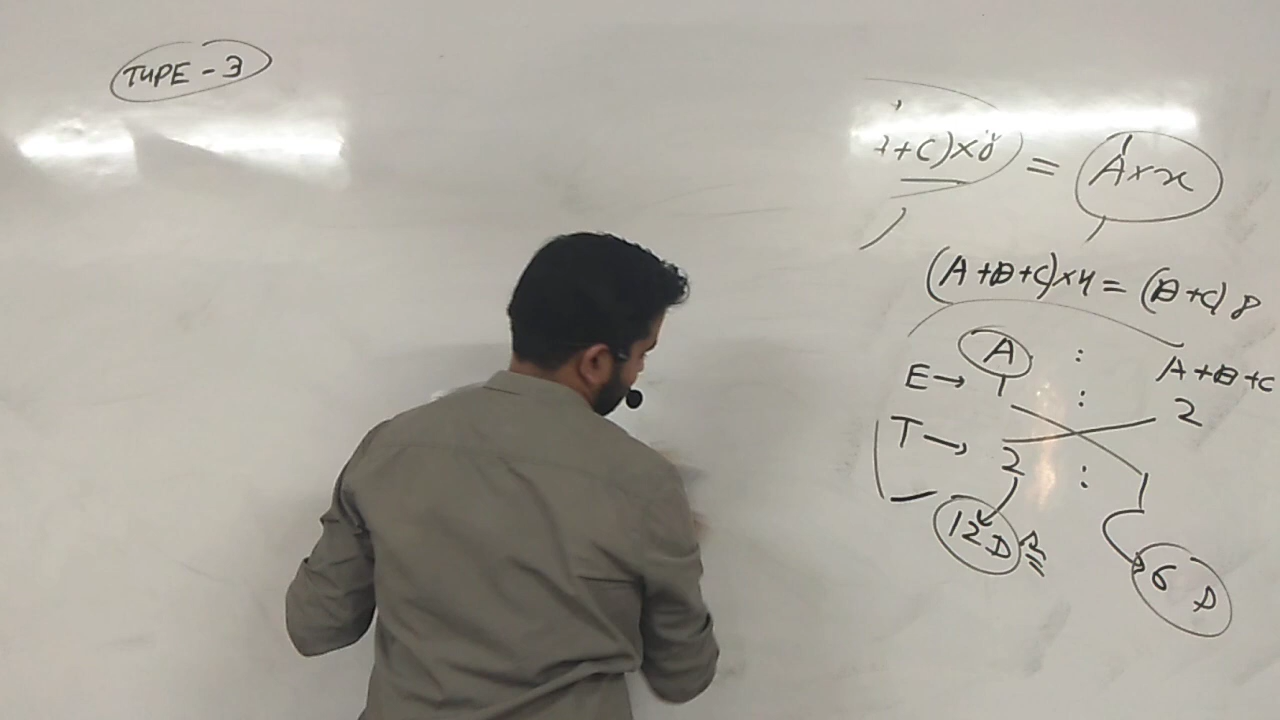 TYPE - 3
+C)×8 = A×x
(A+B+C)×4 = (B+C) 8
A : A+B+C
E → 1 : 2
T → 2 : 1
12 D 6 D